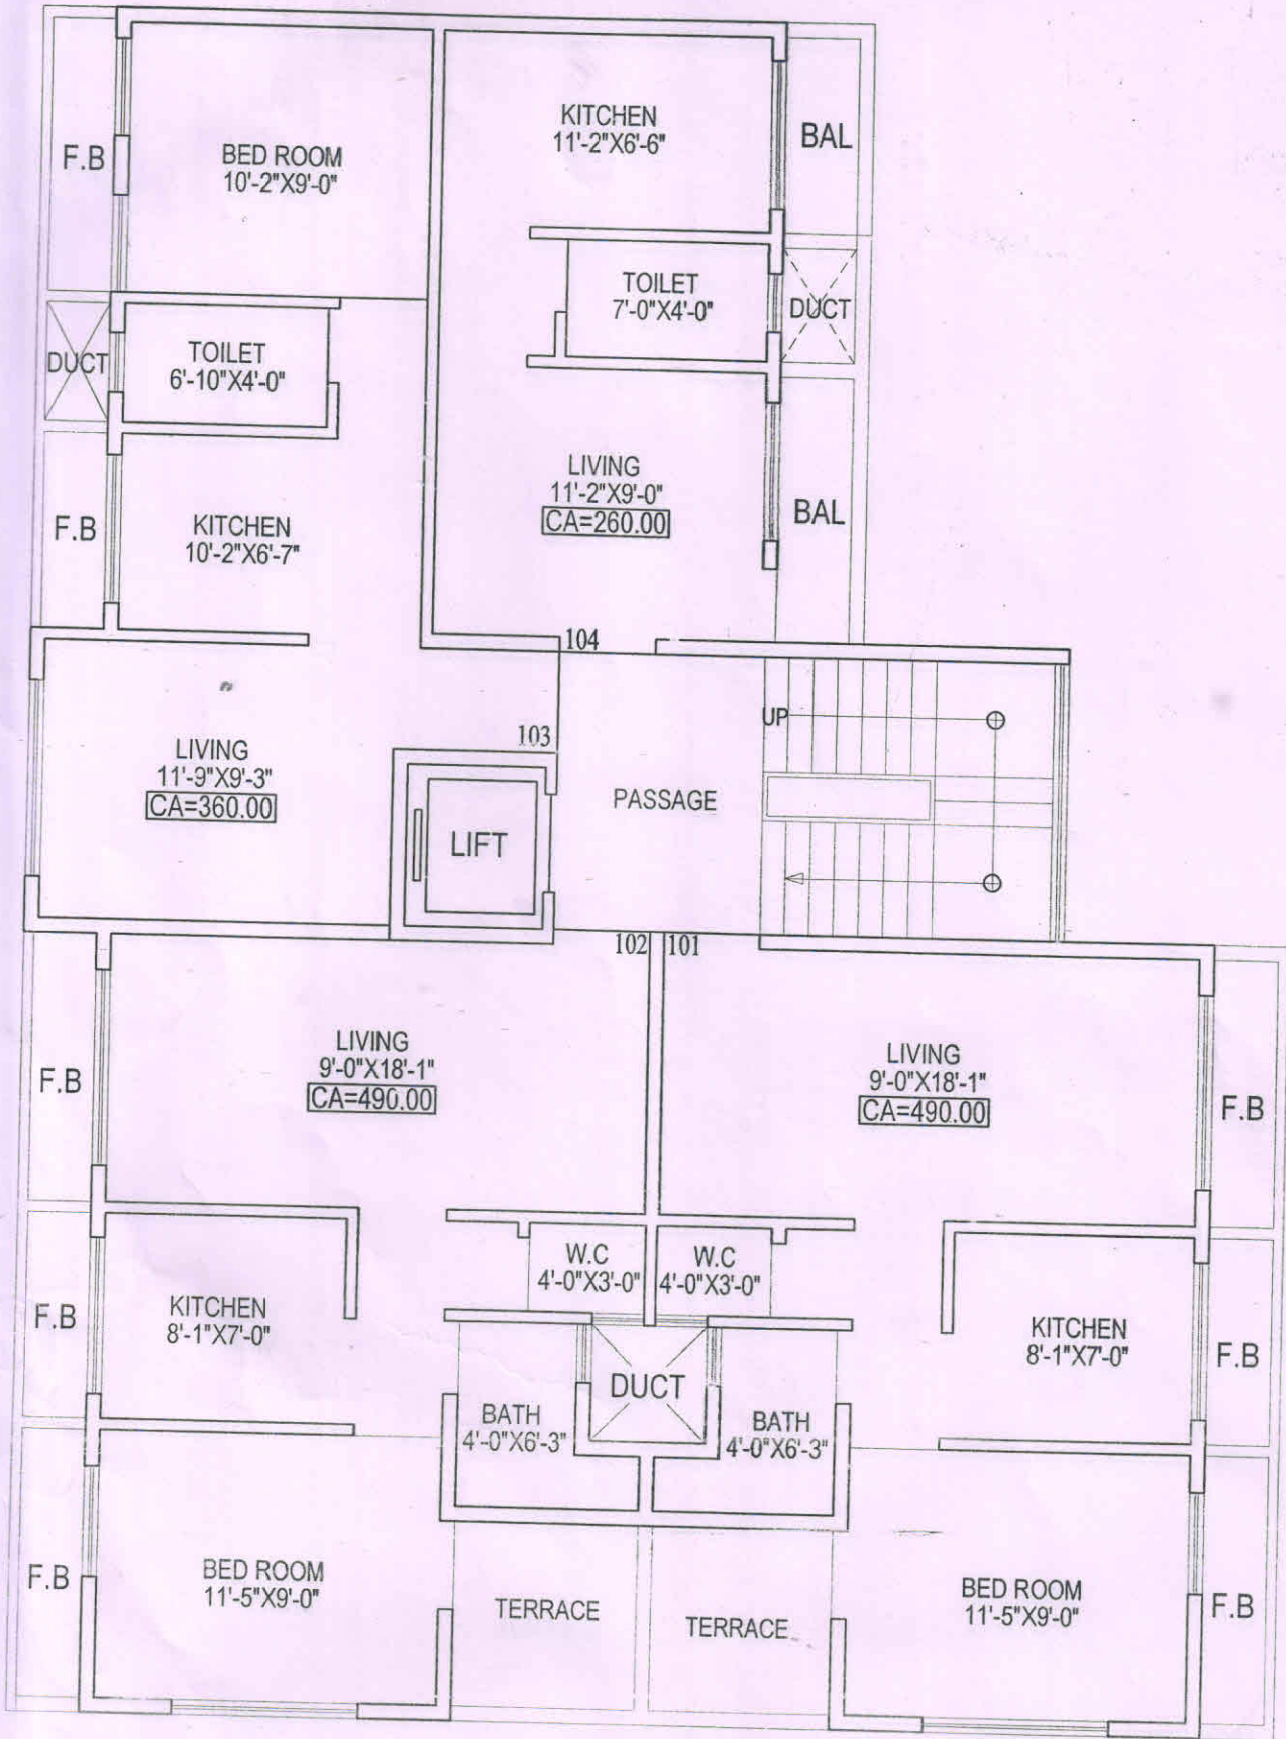 F.B
BED ROOM
10'-2"X9'-0"
KITCHEN
11'-2"X6'-6"
BAL
TOILET
7'-0"X4'-0"
DUCT
DUCT
TOILET
6'-10"X4'-0"
LIVING
11'-2"X9'-0"
CA=260.00
BAL
F.B
KITCHEN
10'-2"X6'-7"
104
UP
103
LIVING
11'-9"X9'-3"
CA=360.00
PASSAGE
LIFT
102
101
F.B
LIVING
9'-0"X18'-1"
CA=490.00
LIVING
9'-0"X18'-1"
CA=490.00
F.B
W.C
4'-0"X3'-0"
W.C
4'-0"X3'-0"
F.B
KITCHEN
8'-1"X7'-0"
KITCHEN
8'-1"X7'-0"
F.B
DUCT
BATH
4'-0"X6'-3"
BATH
4'-0"X6'-3"
F.B
BED ROOM
11'-5"X9'-0"
TERRACE
TERRACE
BED ROOM
11'-5"X9'-0"
F.B